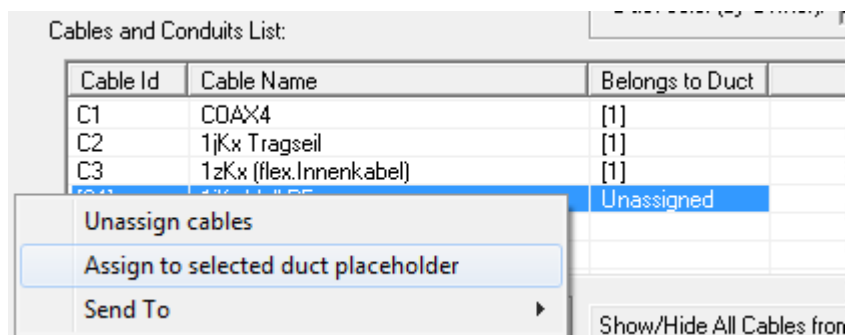 Cables and Conduits List:
Cable Id Cable Name Belongs to Duct
C1 COAX4 [1]
C2 1jKx Tragseil [1]
C3 1zKx (flex.Innenkabel) [1]
Unassigned
Unassign cables
Assign to selected duct placeholder
Send To
Show/Hide All Cables from